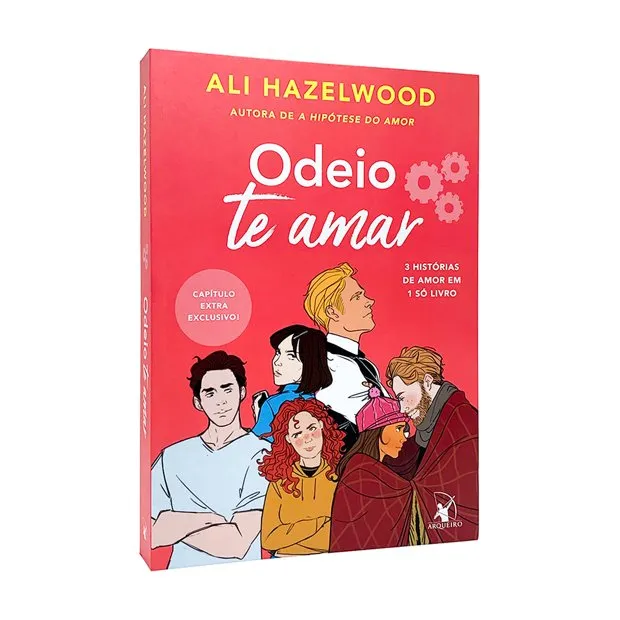 ALI HAZELWOOD
AUTORA DE A HIPÓTESE DO AMOR
Odeio
te amar
3 HISTÓRIAS
DE AMOR EM
1 SÓ LIVRO
CAPÍTULO
EXTRA
EXCLUSIVO!
ARQUEIRO
ALI HAZELWOOD
Odeio te amar